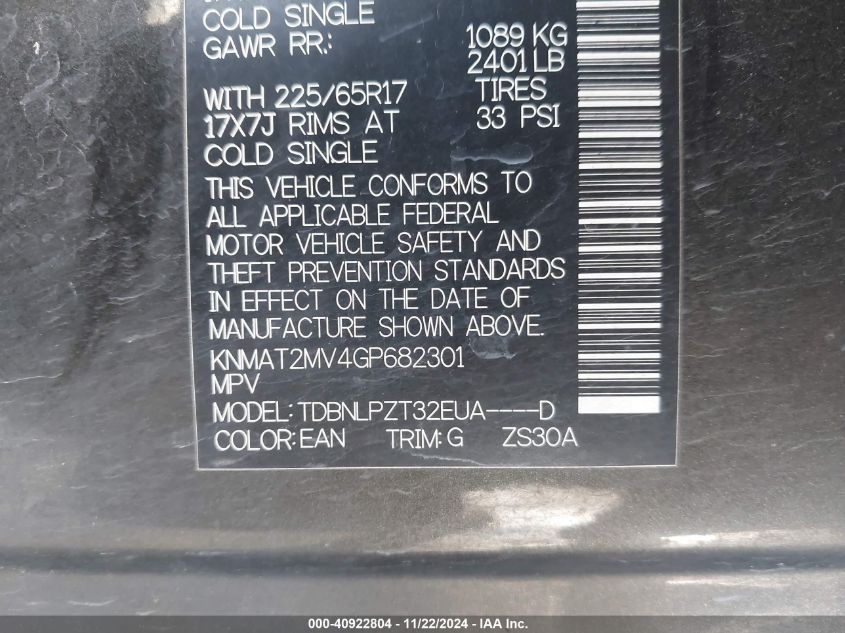 COLD SINGLE
GAWR RR.: 1089 KG
2401 LB
WITH 225/65R17 TIRES
17X7J RIMS AT 33 PSI
COLD SINGLE
THIS VEHICLE CONFORMS TO
ALL APPLICABLE FEDERAL
MOTOR VEHICLE SAFETY AND
THEFT PREVENTION STANDARDS
IN EFFECT ON THE DATE OF
MANUFACTURE SHOWN ABOVE.
KNMAT2MV4GP682301
MPV
MODEL: TDBNLPZT32EUA----D
COLOR: EAN TRIM: G ZS30A
000-40922804 - 11/22/2024 - IAA Inc.